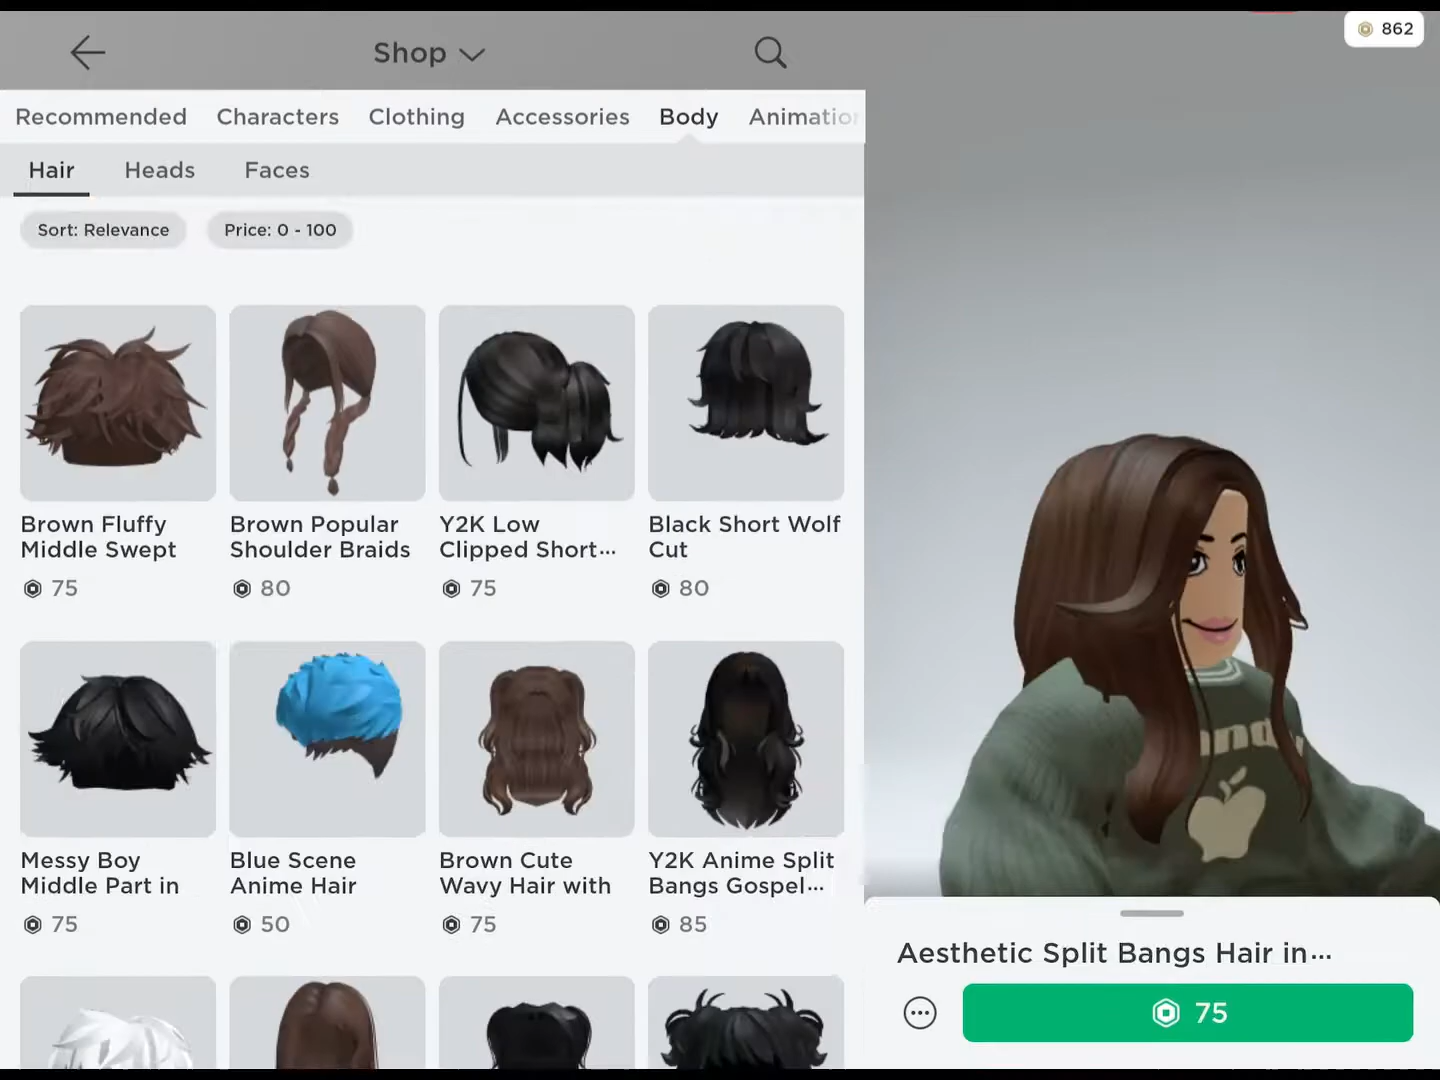 862
Shop
Recommended Characters Clothing Accessories Body Animatio
Hair Heads Faces
Sort: Relevance Price: 0 - 100
Brown Fluffy
Middle Swept
75
Brown Popular
Shoulder Braids
80
Y2K Low
Clipped Short...
75
Black Short Wolf
Cut
80
Messy Boy
Middle Part in
75
Blue Scene
Anime Hair
50
Brown Cute
Wavy Hair with
75
Y2K Anime Split
Bangs Gospel...
85
Aesthetic Split Bangs Hair in...
75